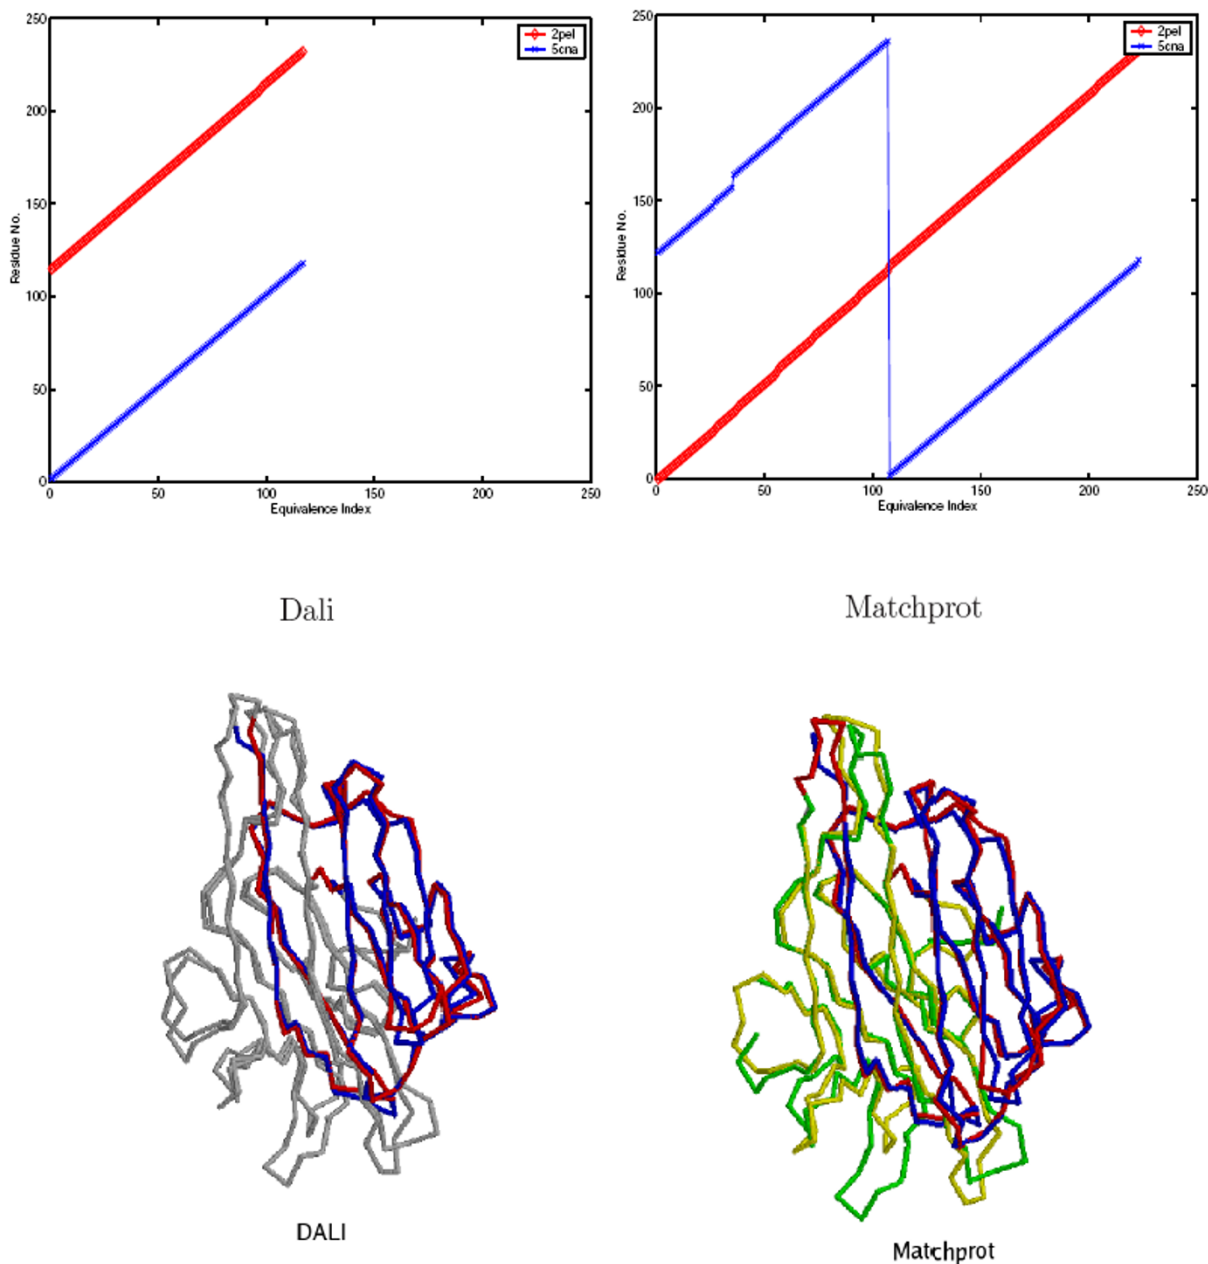 250
200
150
100
50
0
Residue No.
0 50 100 150 200 250
Equivalence Index
2pel
5cna
250
200
150
100
50
0
Residue No.
0 50 100 150 200 250
Equivalence Index
2pel
5cna
Dali
Matchprot
DALI
Matchprot